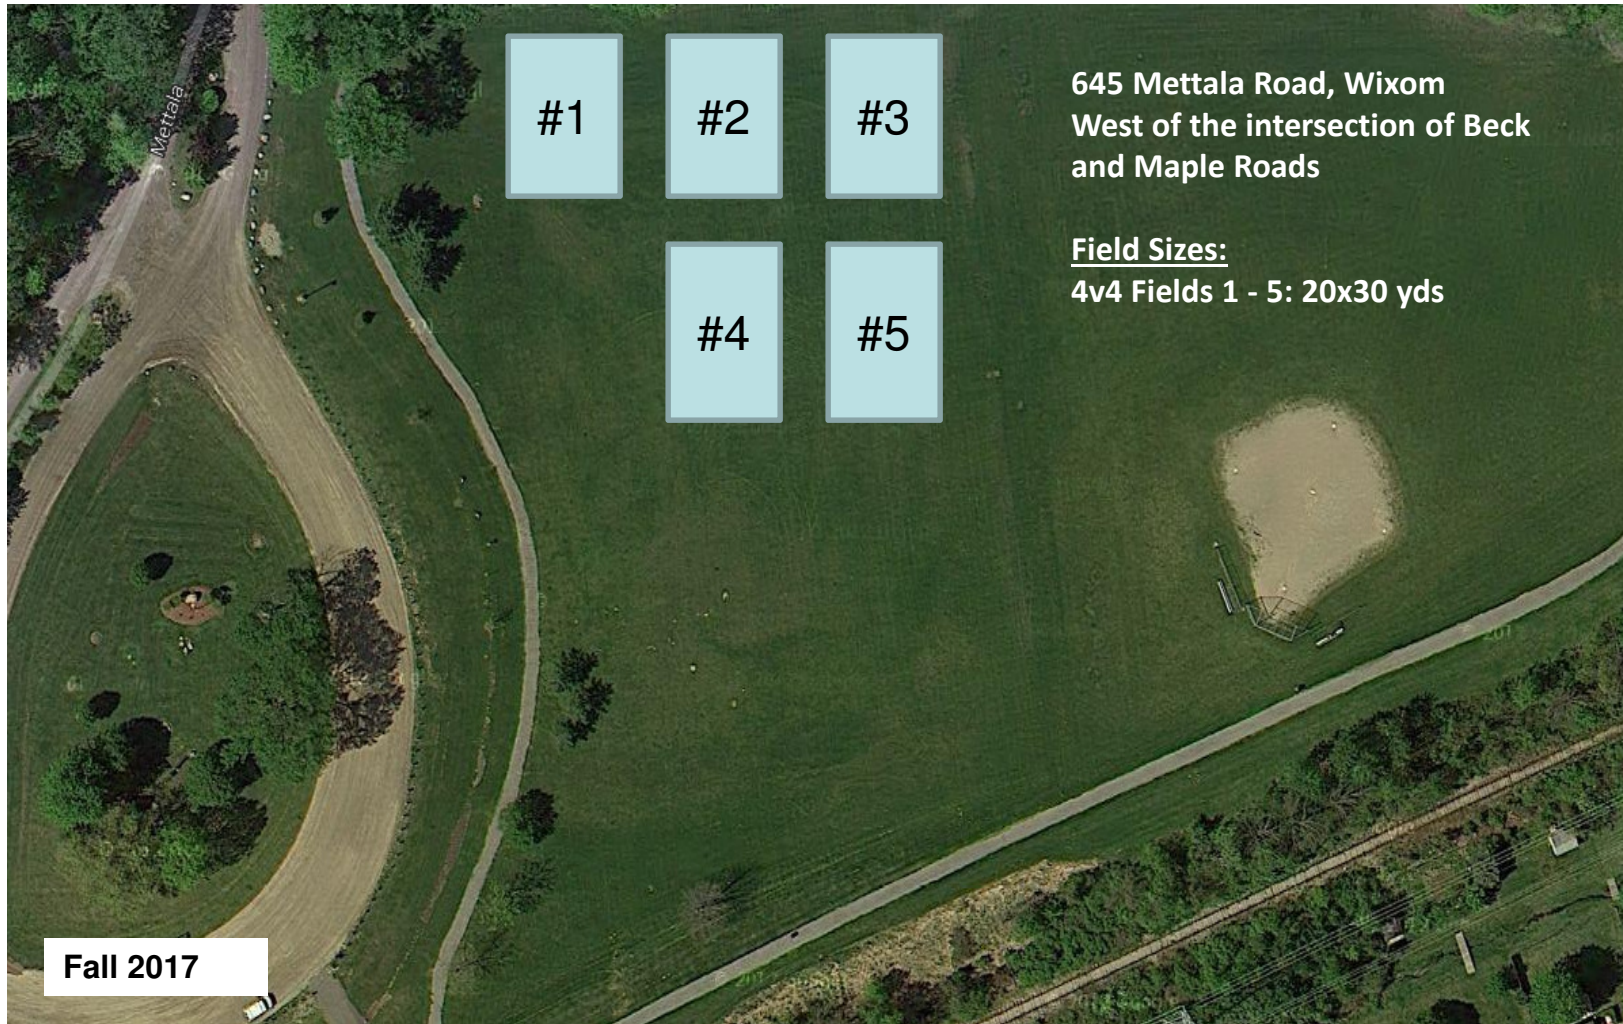 Mettala
#1
#2
#3
645 Mettala Road, Wixom
West of the intersection of Beck
and Maple Roads
Field Sizes:
4v4 Fields 1 - 5: 20x30 yds
#4
#5
Fall 2017